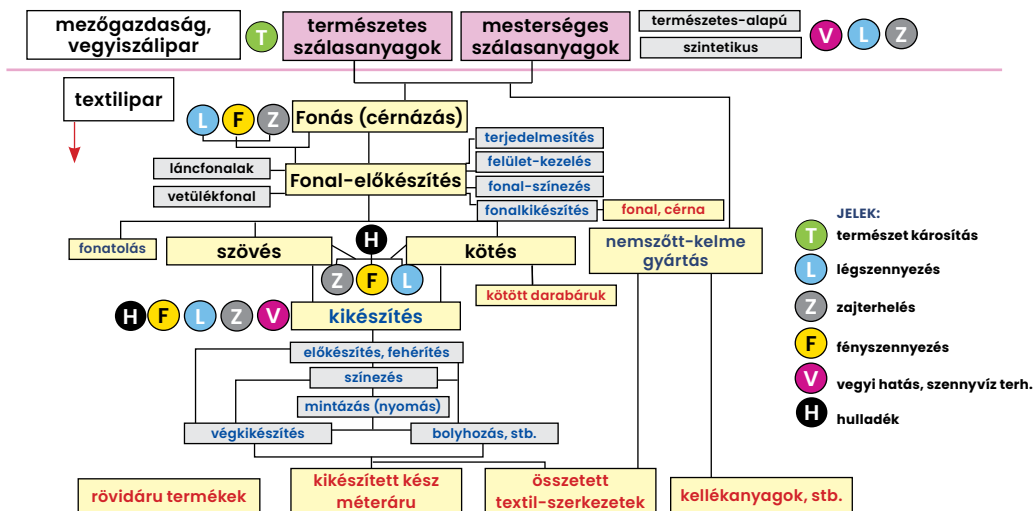 mezőgazdaság,
vegyiszálipar
T
természetes
szálasanyagok
mesterséges
szálasanyagok
természetes-alapú
szintetikus
V L Z
textilipar
L F Z
Fonás (cérnázás)
láncfonalak
vetülékfonal
Fonal-előkészítés
terjedelmesítés
felület-kezelés
fonal-színezés
fonalkikészítés
fonal, cérna
fonatolás
szövés
H
kötés
nemszőtt-kelme
gyártás
Z F L
kötött darabáruk
H F L Z V
kikészítés
előkészítés, fehérítés
színezés
mintázás (nyomás)
végkikészítés
bolyhozás, stb.
rövidáru termékek
kikészített kész
méteráru
összetett
textil-szerkezetek
kellékanyagok, stb.
JELEK:
T természet károsítás
L légszennyezés
Z zajterhelés
F fényszennyezés
V vegyi hatás, szennyvíz terh.
H hulladék